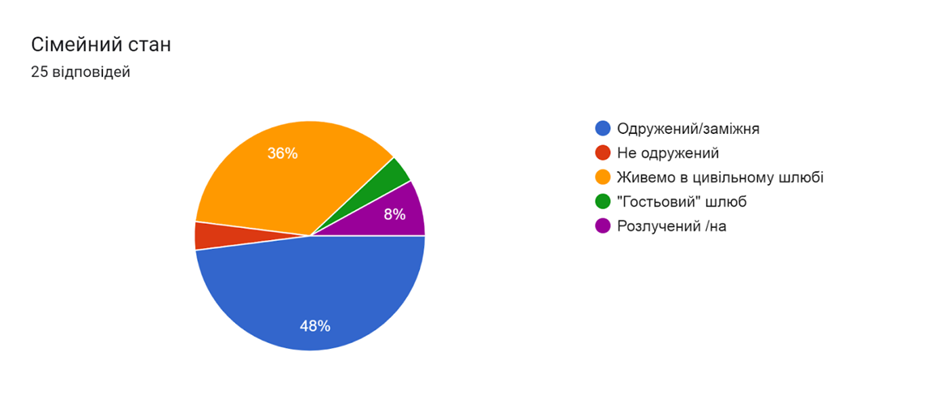 Сімейний стан
25 відповідей
36%
8%
48%
Одружений/заміжня
Не одружений
Живемо в цивільному шлюбі
"Гостьовий" шлюб
Розлучений /на